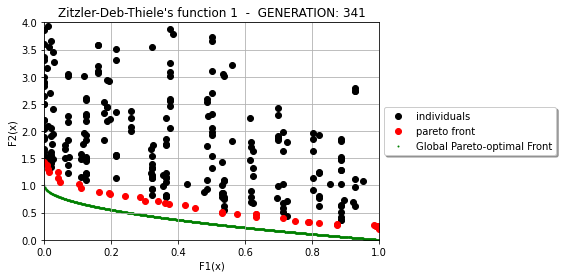 Zitzler-Deb-Thiele's function 1 - GENERATION: 341
4.0
3.5
3.0
2.5
2.0
1.5
1.0
0.5
0.0
F2(x)
0.0 0.2 0.4 0.6 0.8 1.0
F1(x)
individuals
pareto front
Global Pareto-optimal Front